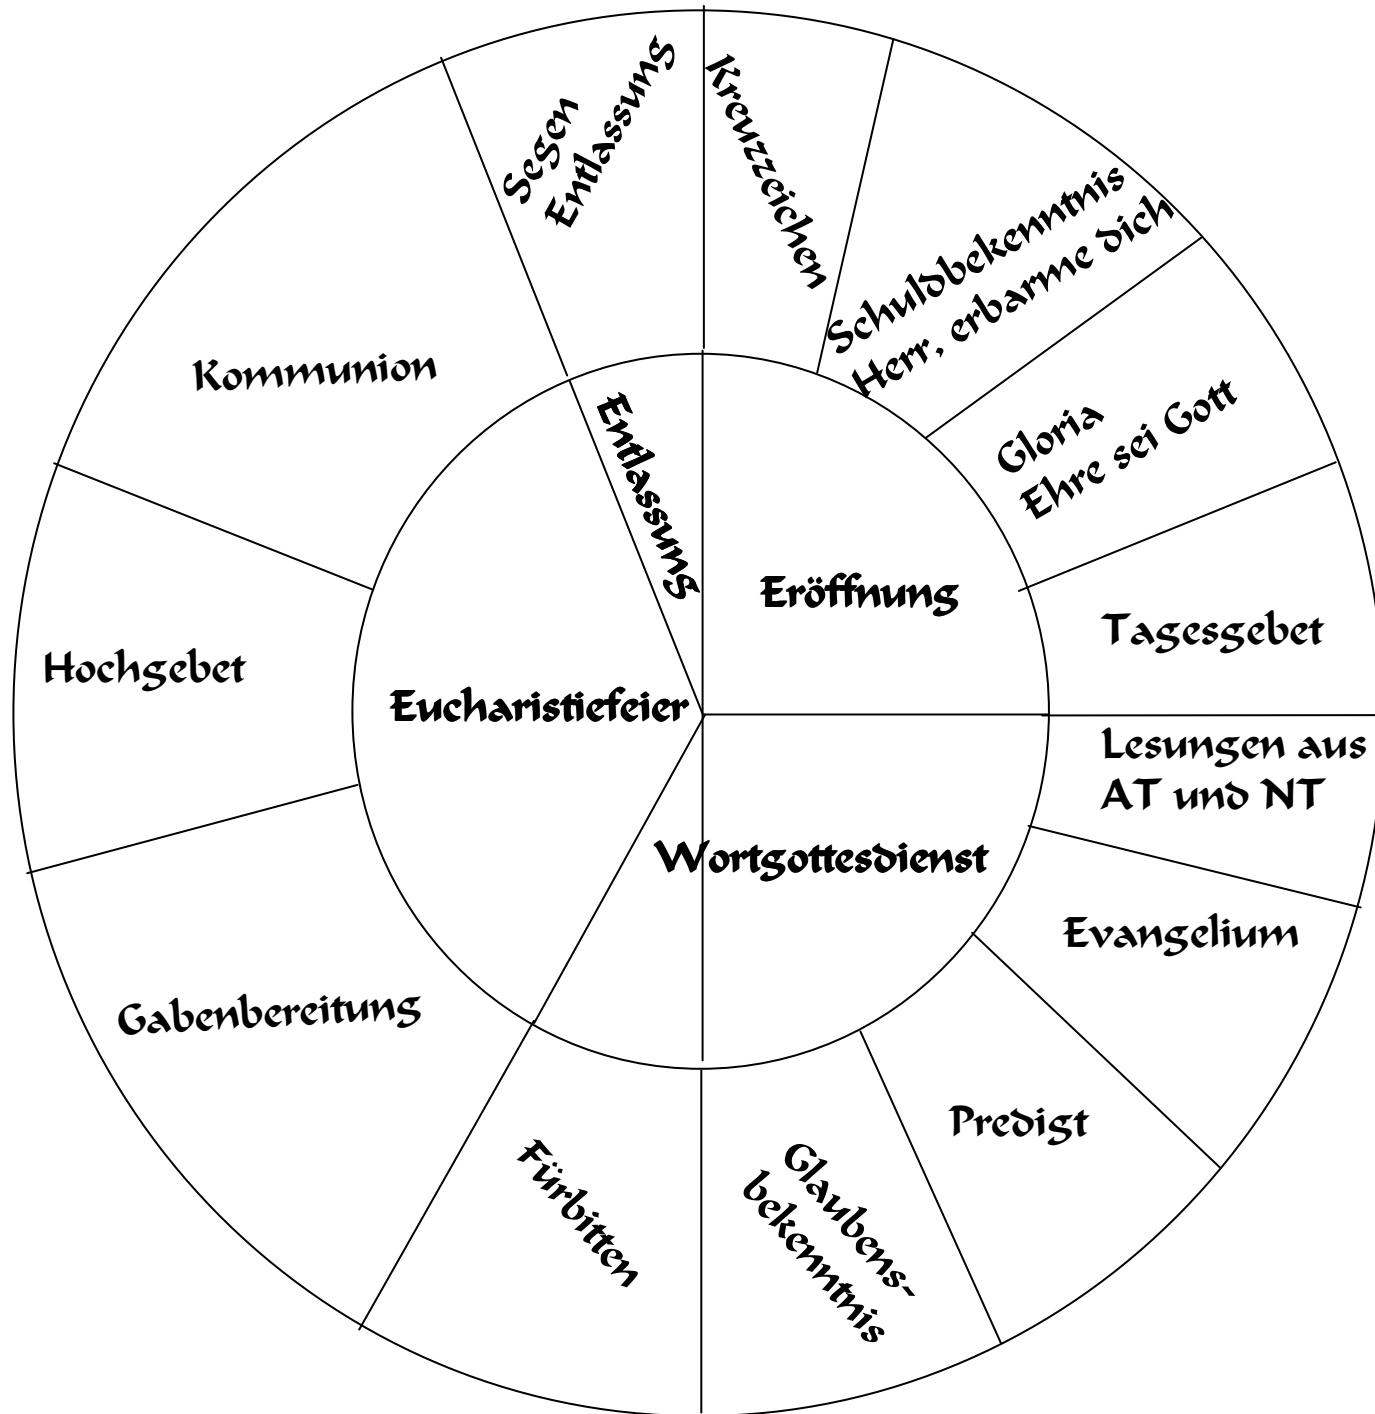 Kreuzzeichen
Schuldbekenntnis
Herr, erbarme dich
Gloria
Ehre sei Gott
Tagesgebet
Lesungen aus
AT und NT
Evangelium
Predigt
Glaubens-
bekenntnis
Fürbitten
Gabenbereitung
Hochgebet
Kommunion
Segen
Entlassung
Eröffnung
Wortgottesdienst
Eucharistiefeier
Entlassung